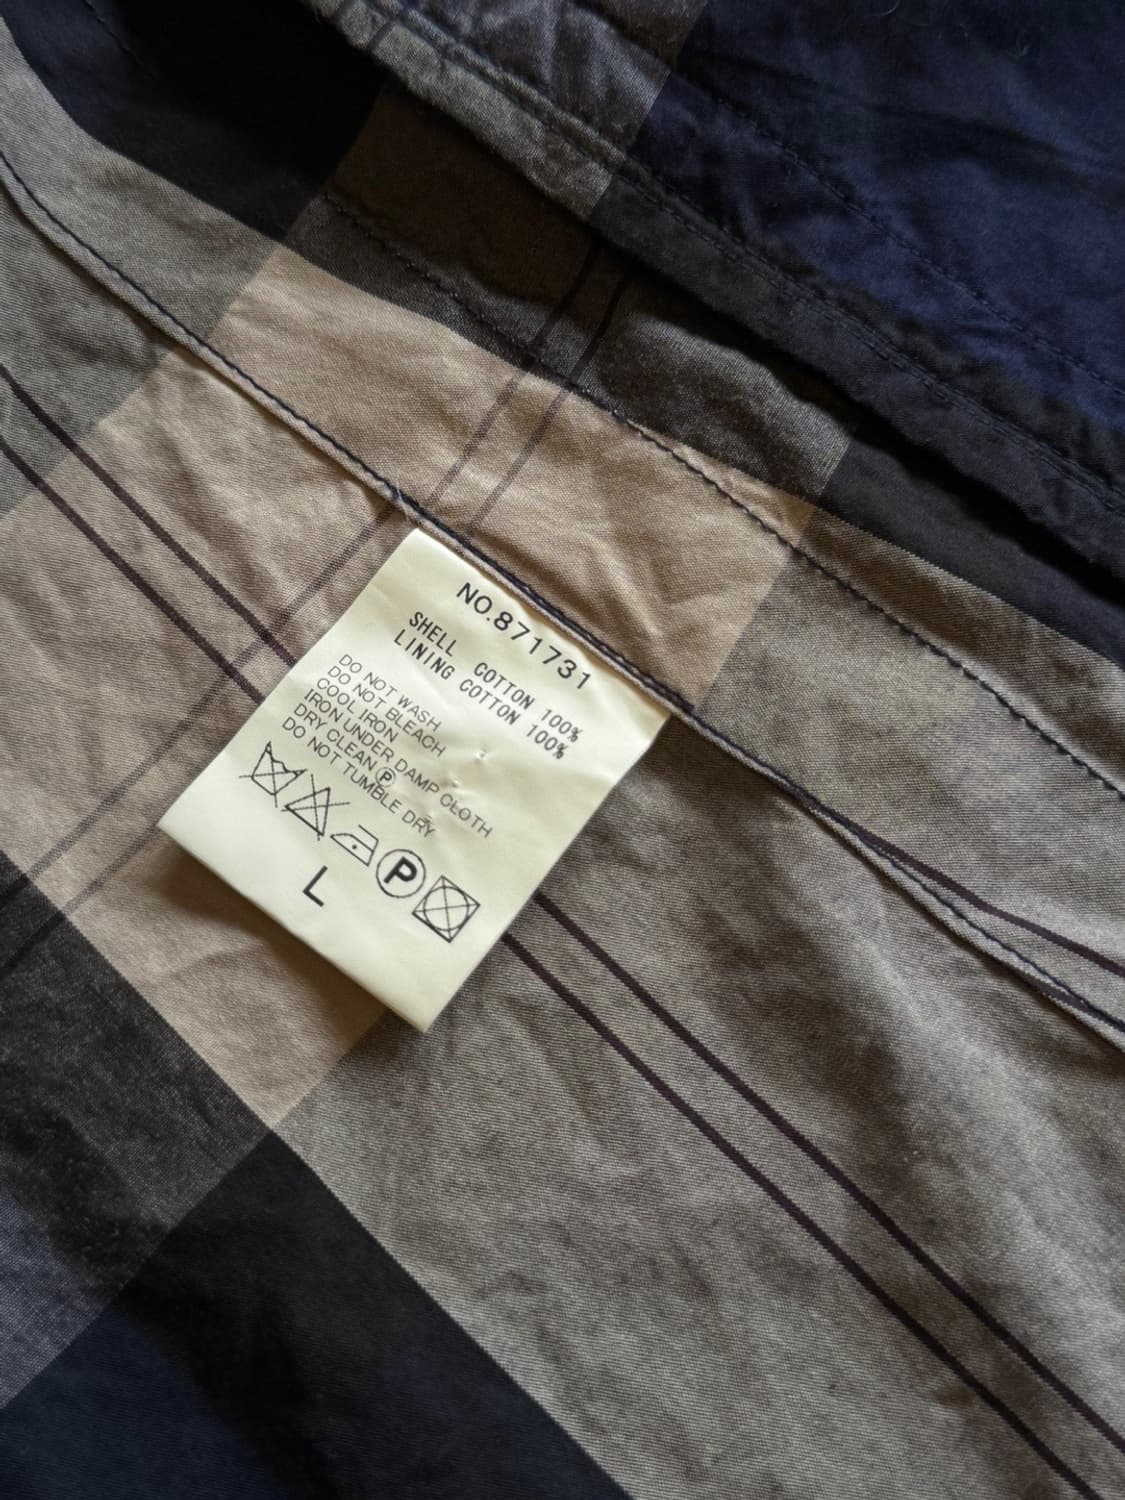 NO.871731
SHELL COTTON 100%
LINING COTTON 100%
DO NOT WASH
DO NOT BLEACH
COOL IRON
IRON UNDER DAMP CLOTH
DRY CLEAN Ⓟ
DO NOT TUMBLE DRY
P
L